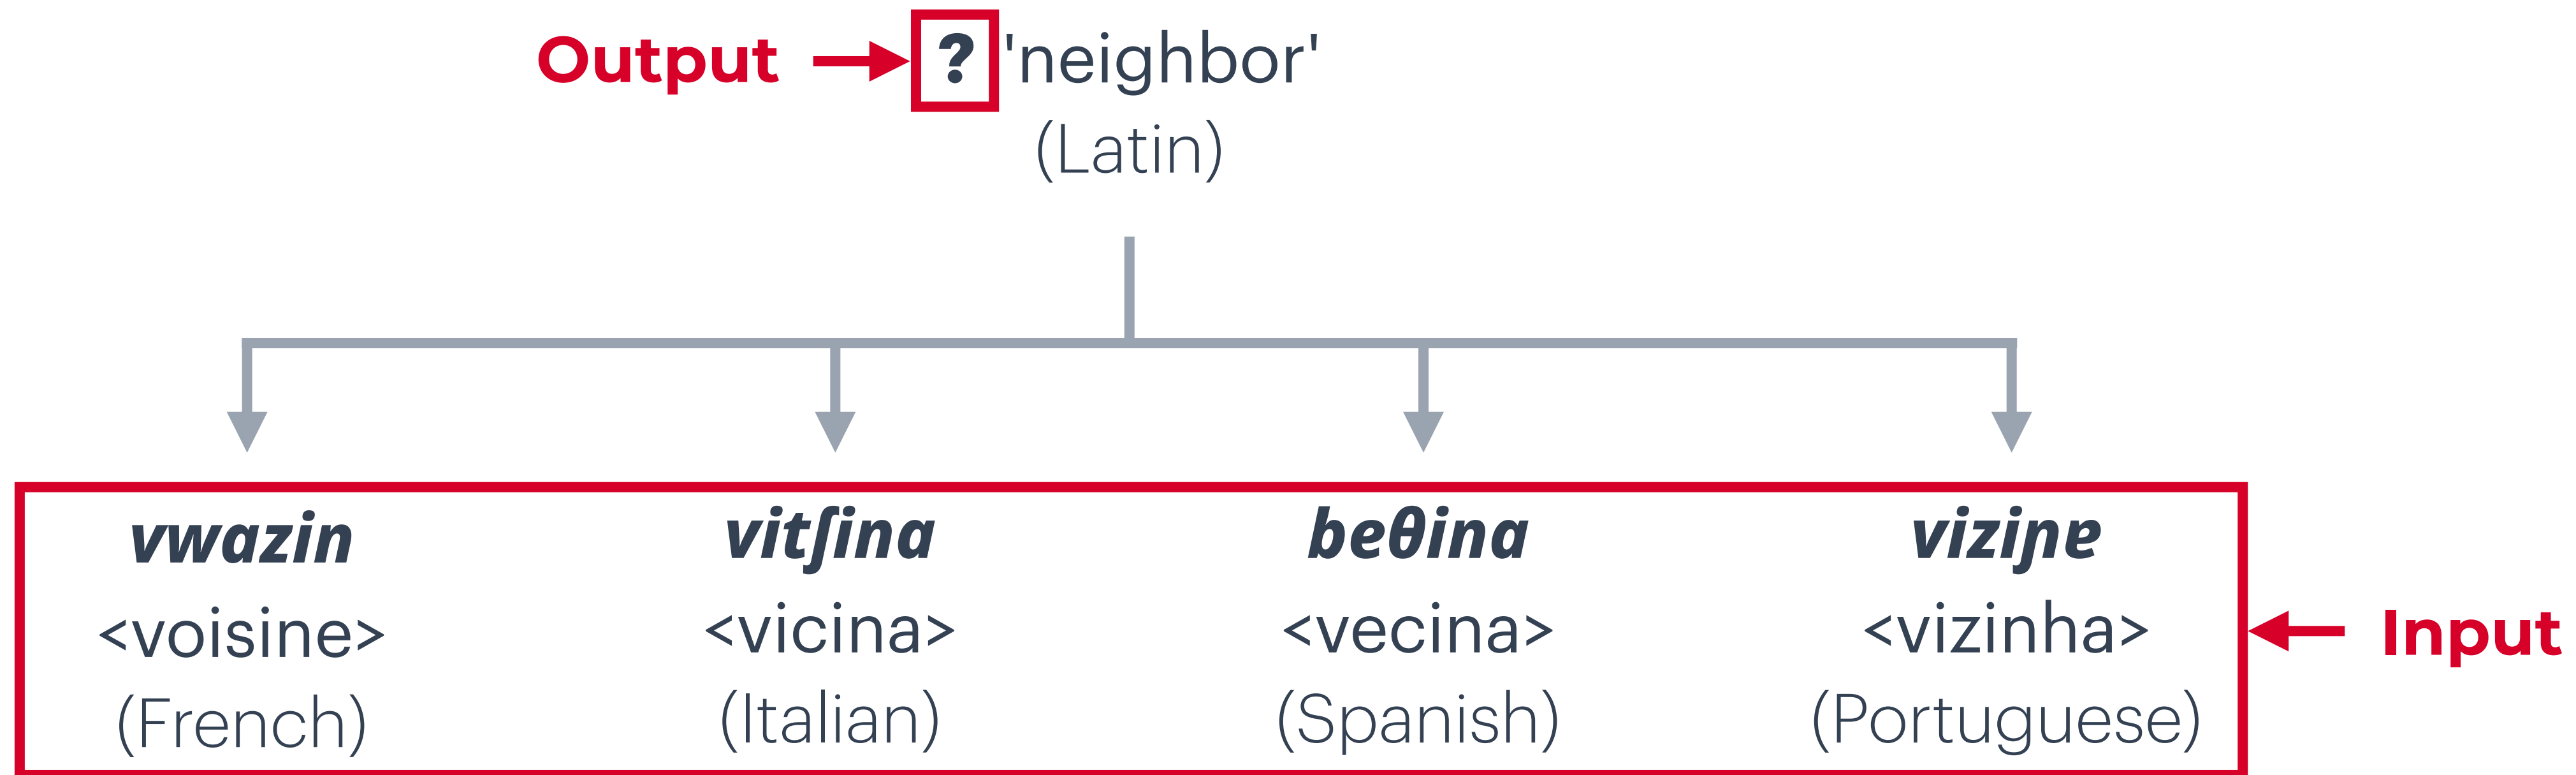 Output ? 'neighbor'
(Latin)
vwazin vitʃina beθina viziɲɐ
<voisine> <vicina> <vecina> <vizinha> Input
(French) (Italian) (Spanish) (Portuguese)